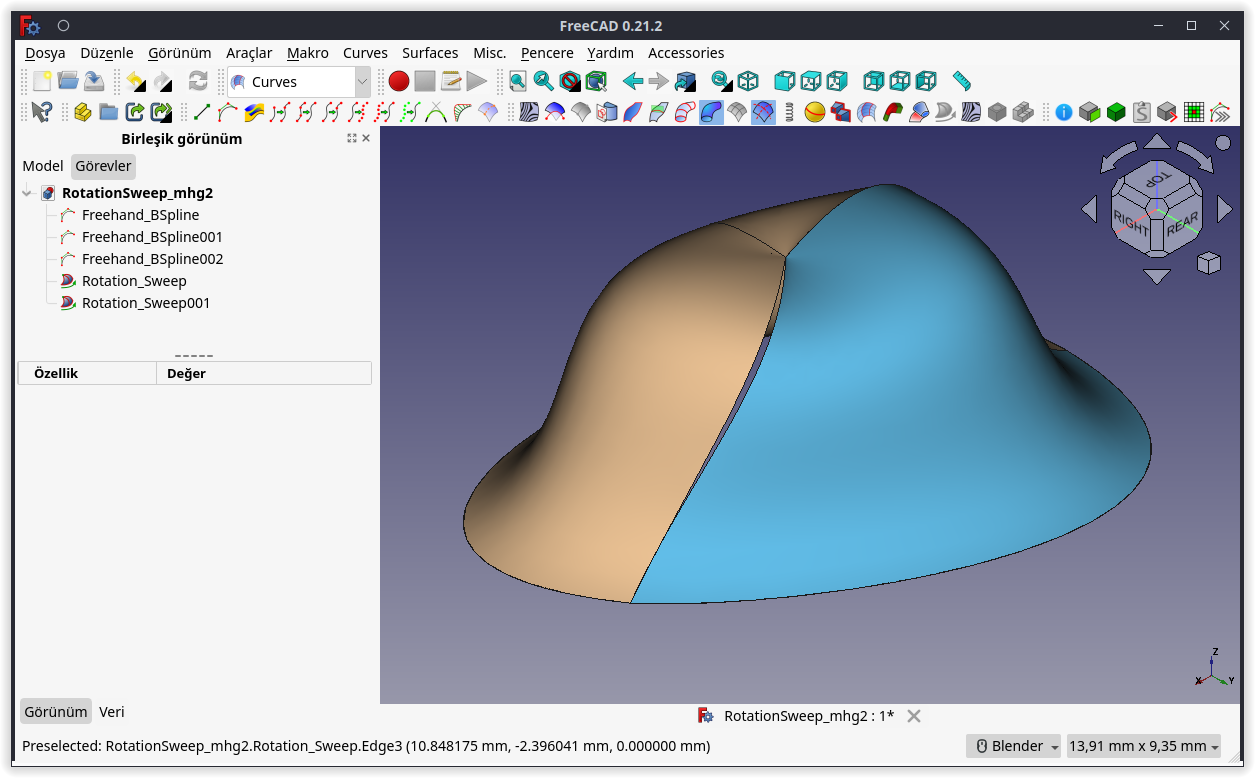 FreeCAD 0.21.2
Dosya Düzenle Görünüm Araçlar Makro Curves Surfaces Misc. Pencere Yardım Accessories
Curves
Birleşik görünüm
Model Görevler
RotationSweep_mhg2
Freehand_BSpline
Freehand_BSpline001
Freehand_BSpline002
Rotation_Sweep
Rotation_Sweep001
Özellik Değer
TOP
RIGHT REAR
Z
X Y
Görünüm Veri
RotationSweep_mhg2 : 1*
Preselected: RotationSweep_mhg2.Rotation_Sweep.Edge3 (10.848175 mm, -2.396041 mm, 0.000000 mm)
Blender 13,91 mm x 9,35 mm